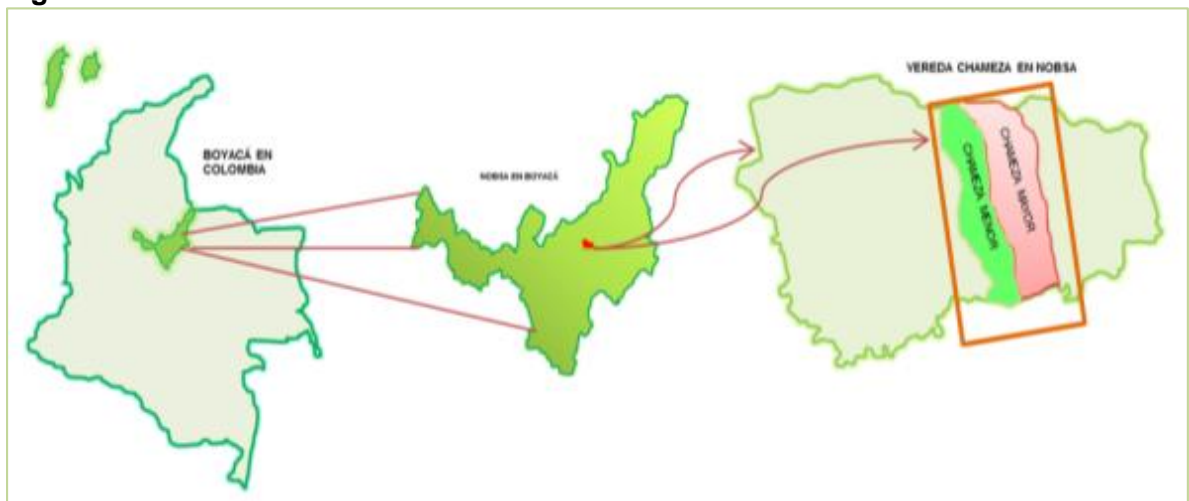 BOYACÁ EN
COLOMBIA
NOBSA EN BOYACÁ
VEREDA CHAMEZA EN NOBSA
CHAMEZA MENOR
CHAMEZA MAYOR